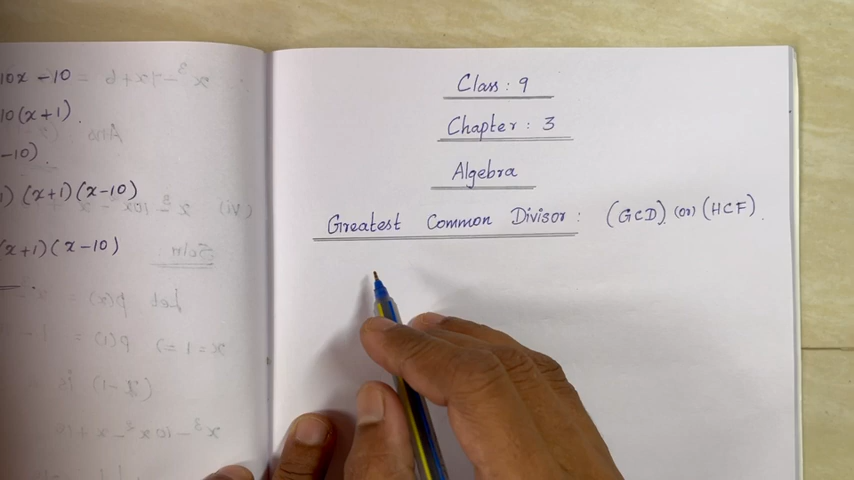 10x - 10
10(x+1).
-10).
) (x+1)(x-10)
(x+1)(x-10)
Class : 9
Chapter : 3
Algebra
Greatest Common Divisor : (GCD) (or) (HCF).